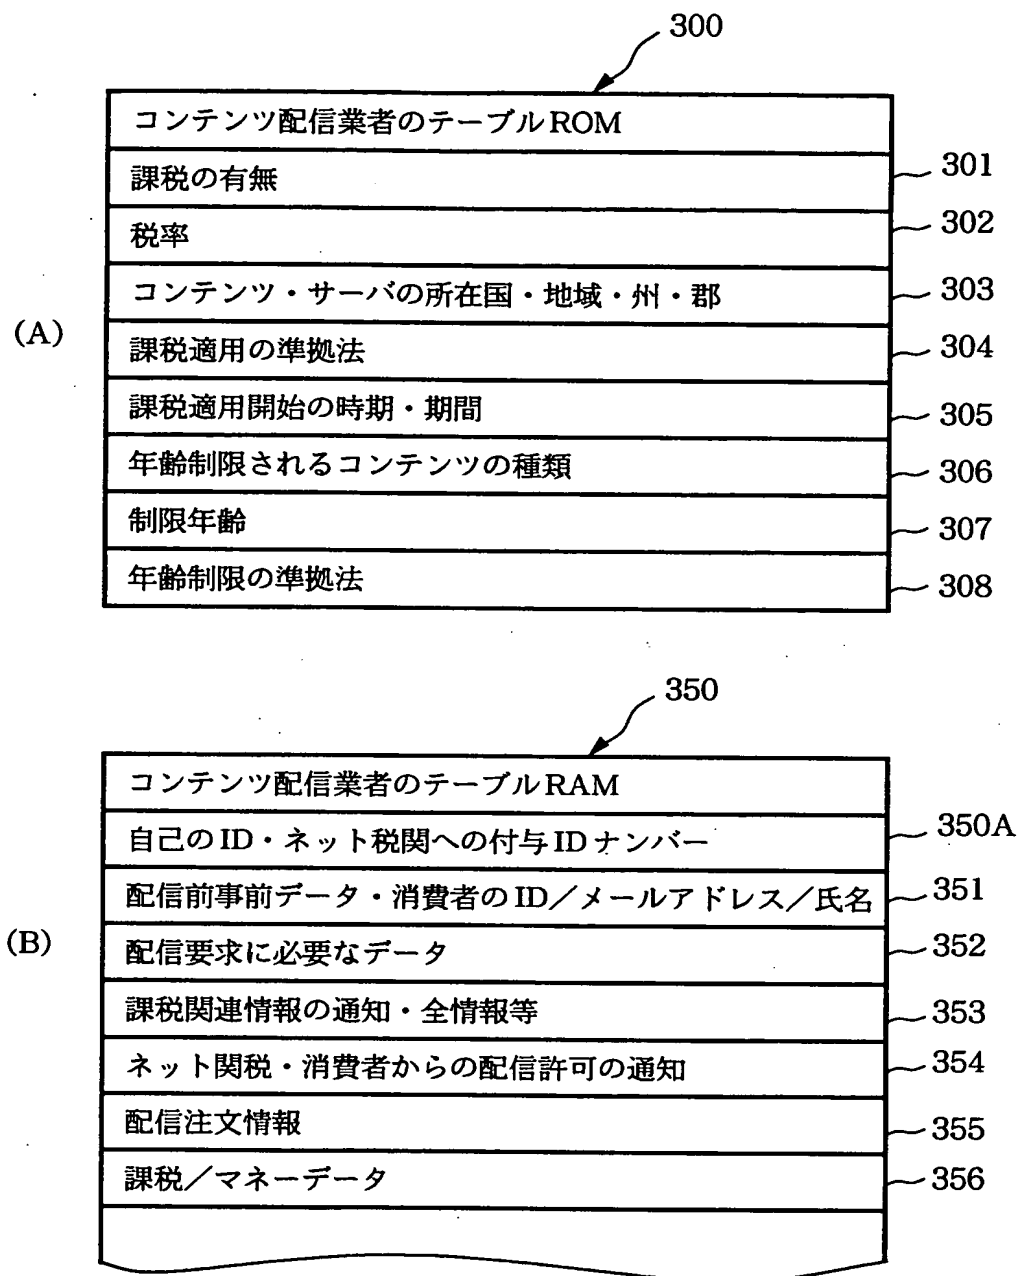 300
コンテンツ配信業者のテーブルROM
課税の有無 301
税率 302
コンテンツ・サーバの所在国・地域・州・郡 303
(A)
課税適用の準拠法 304
課税適用開始の時期・期間 305
年齢制限されるコンテンツの種類 306
制限年齢 307
年齢制限の準拠法 308
350
コンテンツ配信業者のテーブルRAM
自己のID・ネット税関への付与IDナンバー 350A
配信前事前データ・消費者のID／メールアドレス／氏名 351
(B)
配信要求に必要なデータ 352
課税関連情報の通知・全情報等 353
ネット関税・消費者からの配信許可の通知 354
配信注文情報 355
課税／マネーデータ 356